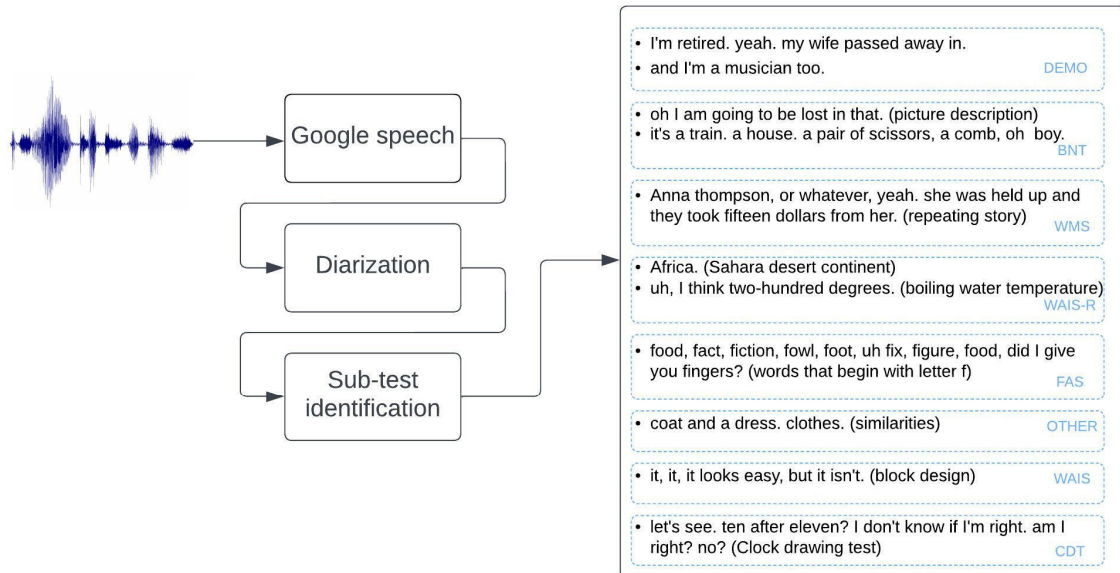 Google speech
Diarization
Sub-test
identification
• I'm retired. yeah. my wife passed away in.
• and I'm a musician too.
DEMO
• oh I am going to be lost in that. (picture description)
• it's a train. a house. a pair of scissors, a comb, oh boy.
BNT
• Anna thompson, or whatever, yeah. she was held up and
they took fifteen dollars from her. (repeating story)
WMS
• Africa. (Sahara desert continent)
• uh, I think two-hundred degrees. (boiling water temperature)
WAIS-R
• food, fact, fiction, fowl, foot, uh fix, figure, food, did I give
you fingers? (words that begin with letter f)
FAS
• coat and a dress. clothes. (similarities)
OTHER
• it, it, it looks easy, but it isn't. (block design)
WAIS
• let's see. ten after eleven? I don't know if I'm right. am I
right? no? (Clock drawing test)
CDT